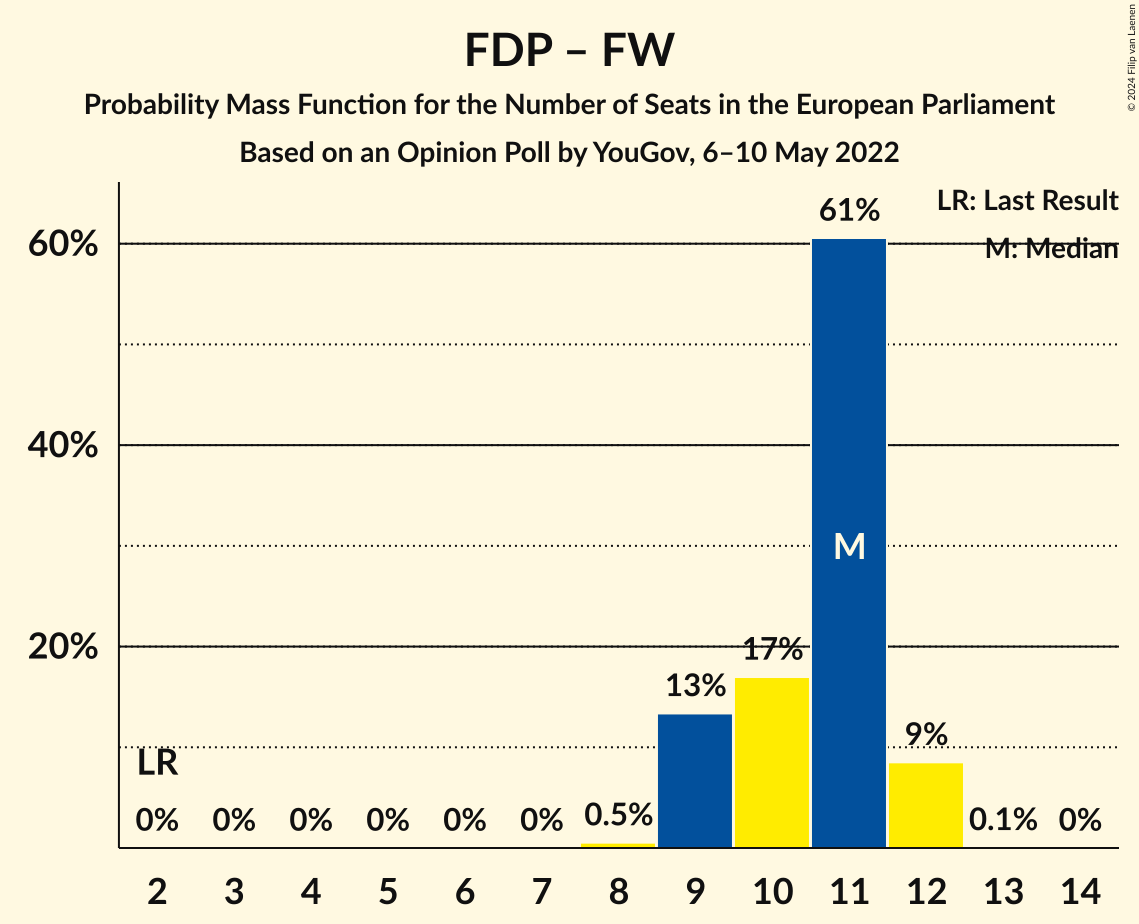 FDP – FW
Probability Mass Function for the Number of Seats in the European Parliament
Based on an Opinion Poll by YouGov, 6–10 May 2022
© 2024 Filip van Laenen
LR: Last Result
M: Median
60%
40%
20%
61%
M
17%
13%
9%
LR
0% 0% 0% 0% 0% 0% 0.5% 0.1% 0%
2 3 4 5 6 7 8 9 10 11 12 13 14